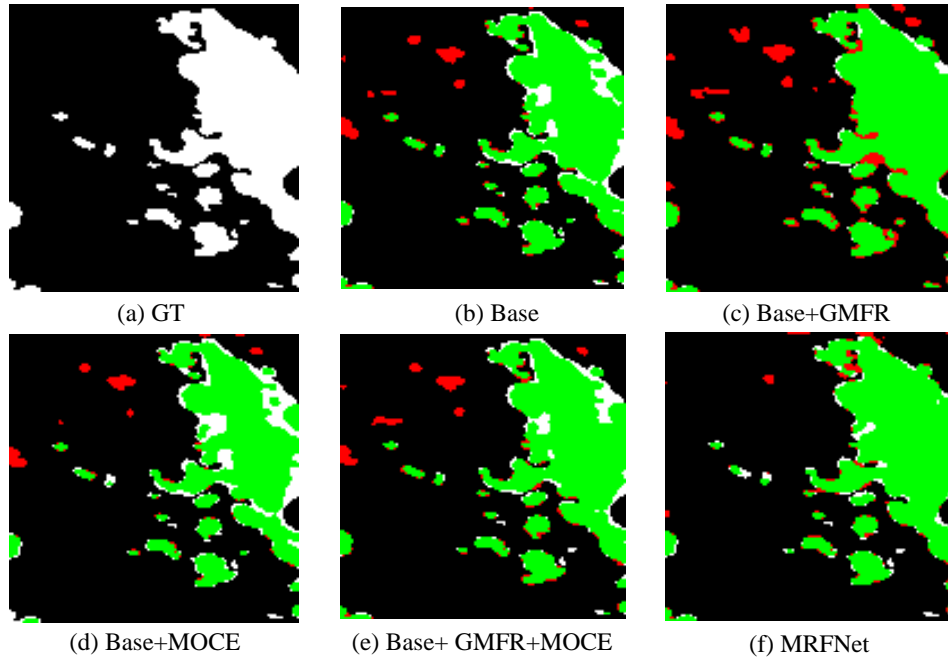 (a) GT
(b) Base
(c) Base+GMFR
(d) Base+MOCE
(e) Base+ GMFR+MOCE
(f) MRFNet